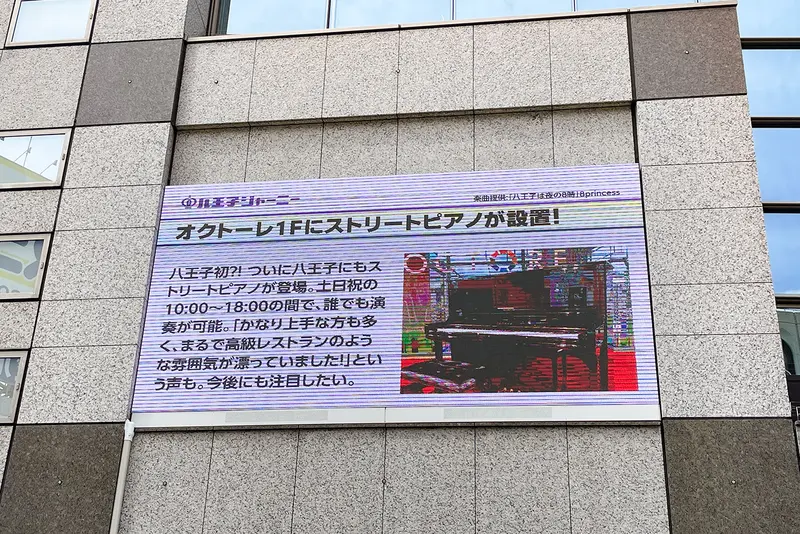 八王子ジャーニー
楽曲提供:「八王子は夜の8時」8princess
オクトーレ1Fにストリートピアノが設置!
八王子初?! ついに八王子にもス
トリートピアノが登場。土日祝の
10:00〜18:00の間で、誰でも演
奏が可能。「かなり上手な方も多
く、まるで高級レストランのよう
な雰囲気が漂っていました!」とい
う声も。今後にも注目したい。